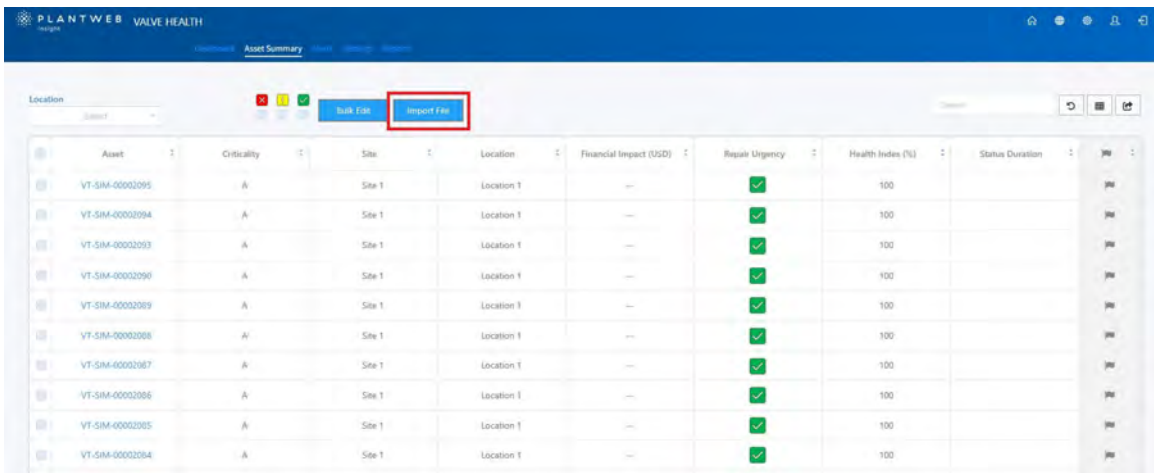 PLANTWEB VALVE HEALTH
insight
Dashboard Asset Summary Reports
Location
Select
Bulk Edit Import File
Search
Asset Criticality Site Location Financial Impact (USD) Repair Urgency Health Index (%) Status Duration
VT-SIM-00002095 A Site 1 Location 1 --- 100
VT-SIM-00002094 A Site 1 Location 1 --- 100
VT-SIM-00002093 A Site 1 Location 1 --- 100
VT-SIM-00002090 A Site 1 Location 1 --- 100
VT-SIM-00002089 A Site 1 Location 1 --- 100
VT-SIM-00002088 A Site 1 Location 1 --- 100
VT-SIM-00002087 A Site 1 Location 1 --- 100
VT-SIM-00002086 A Site 1 Location 1 --- 100
VT-SIM-00002085 A Site 1 Location 1 --- 100
VT-SIM-00002084 A Site 1 Location 1 --- 100